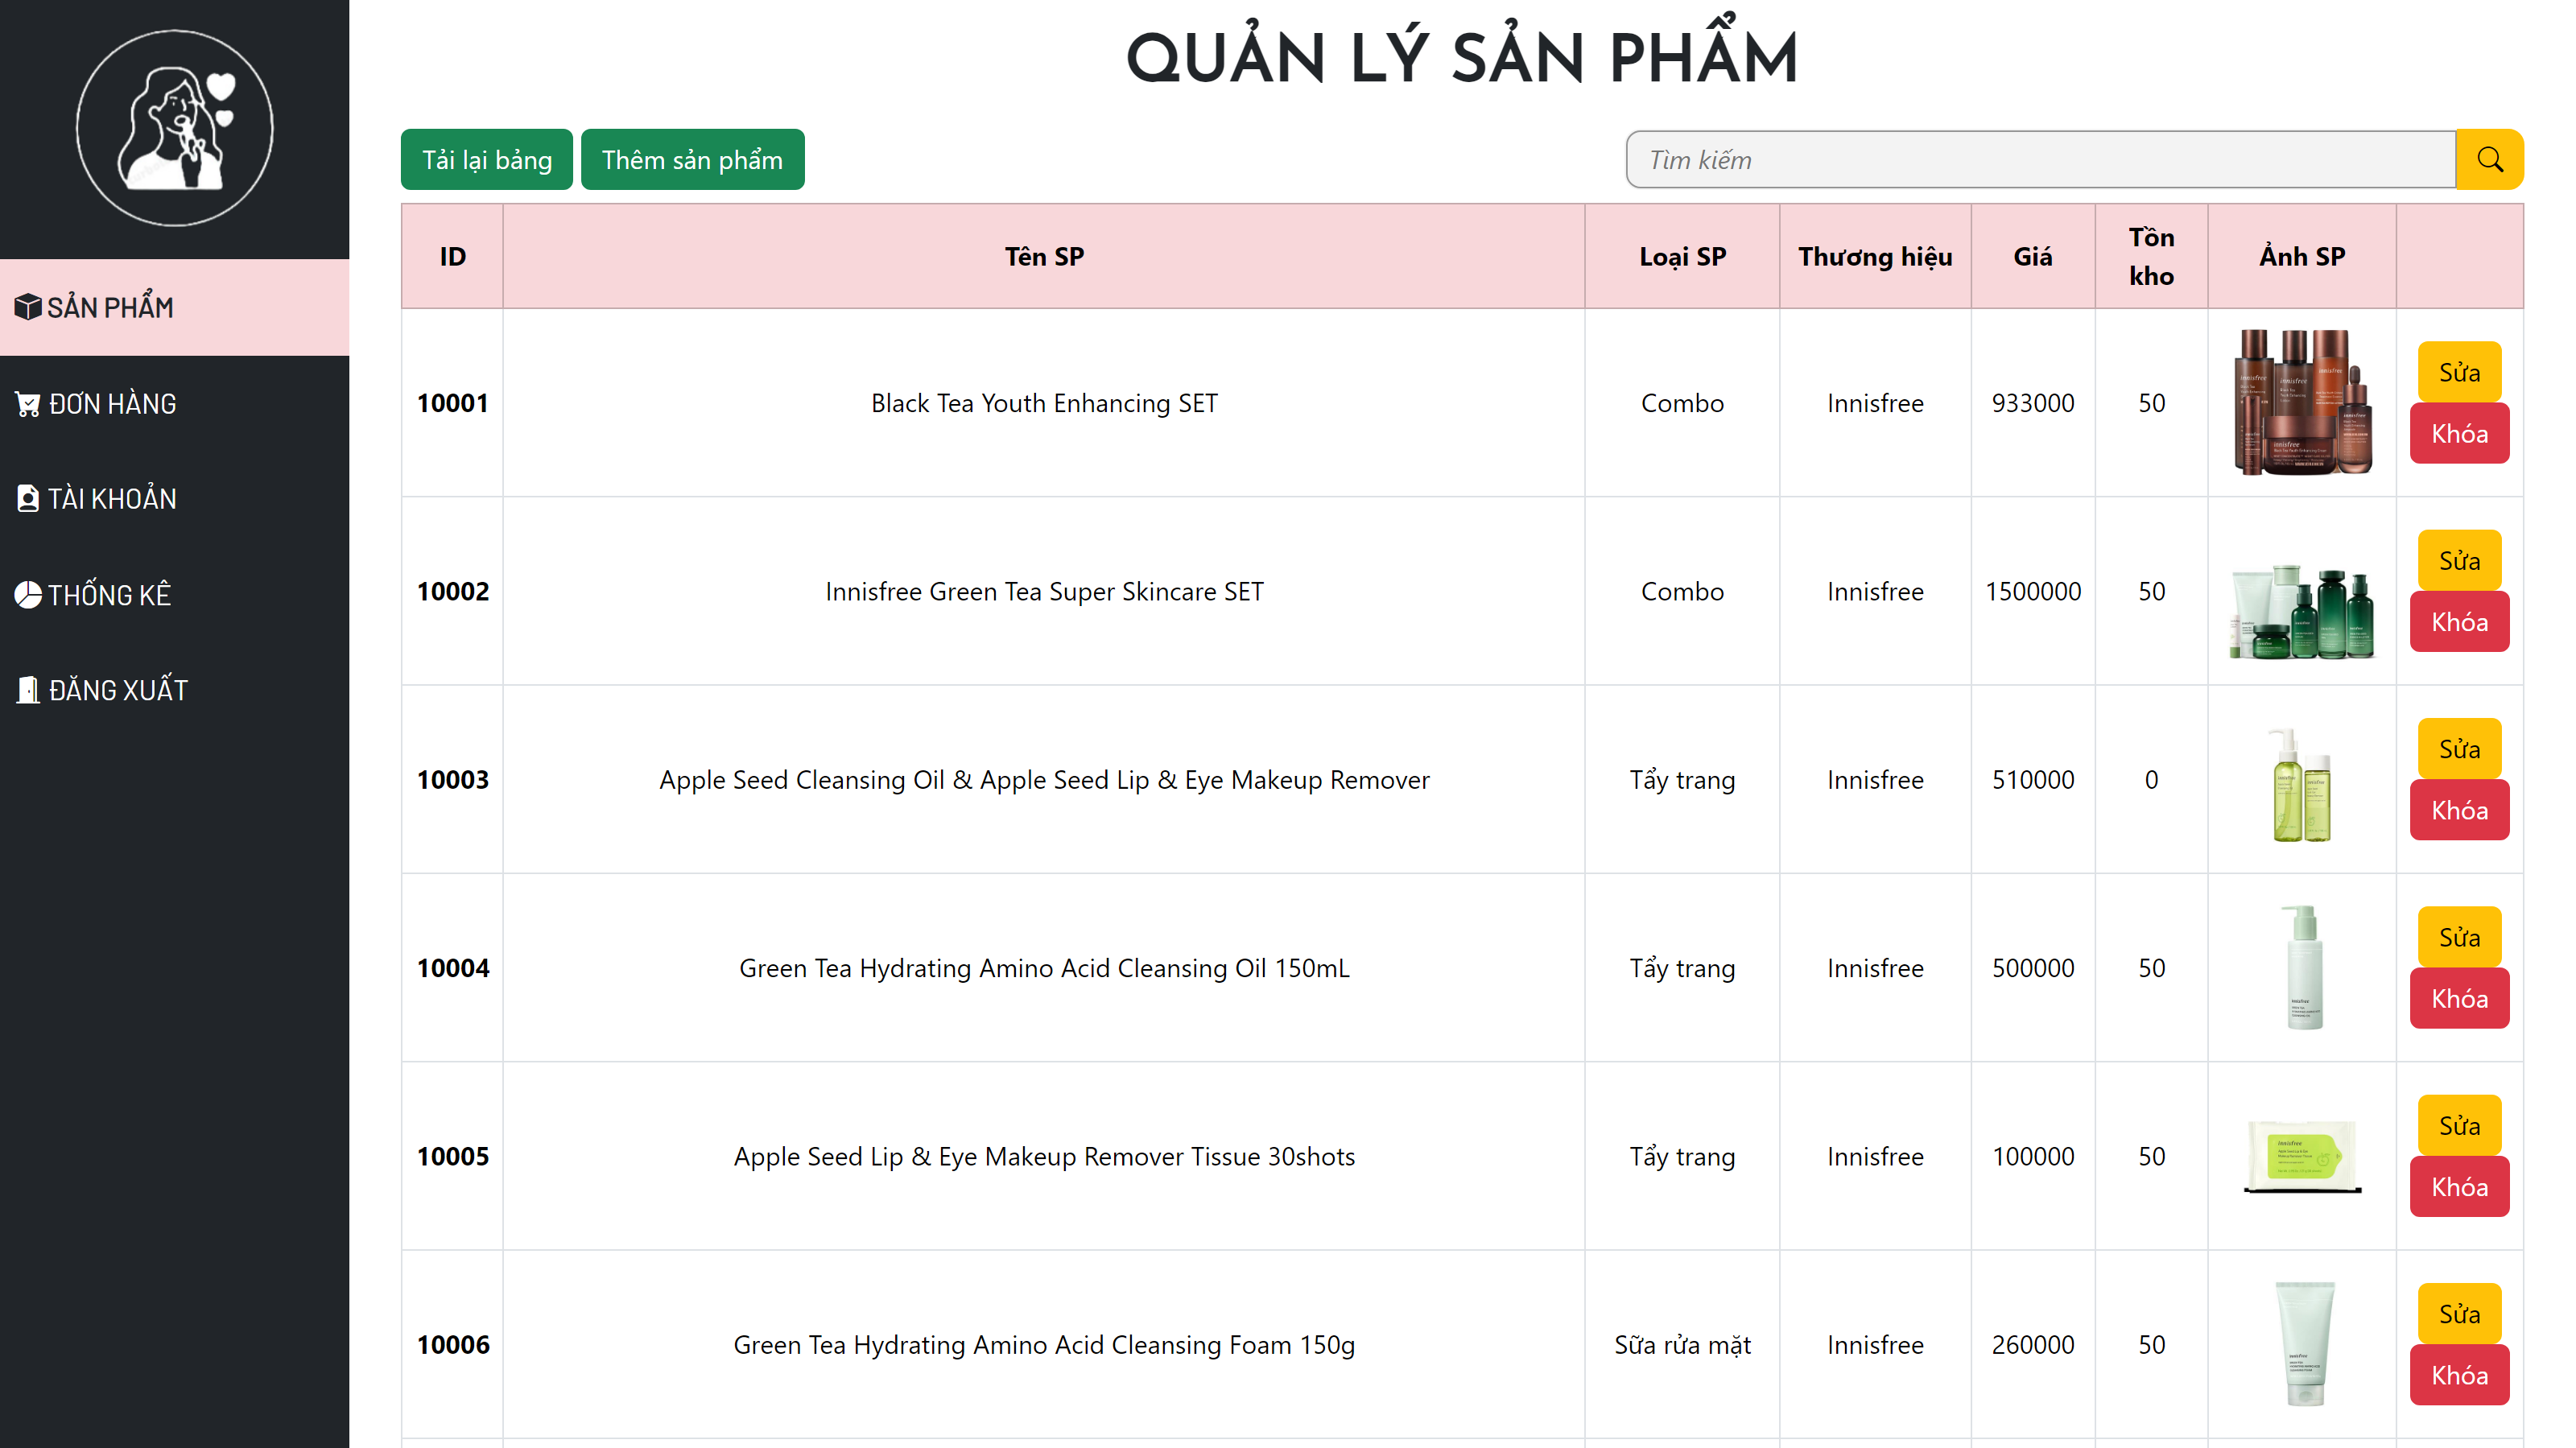 QUẢN LÝ SẢN PHẨM
Tải lại bảng Thêm sản phẩm
Tìm kiếm
SẢN PHẨM
ĐƠN HÀNG
TÀI KHOẢN
THỐNG KÊ
ĐĂNG XUẤT
ID Tên SP Loại SP Thương hiệu Giá Tồn kho Ảnh SP
10001 Black Tea Youth Enhancing SET Combo Innisfree 933000 50 Sửa Khóa
10002 Innisfree Green Tea Super Skincare SET Combo Innisfree 1500000 50 Sửa Khóa
10003 Apple Seed Cleansing Oil & Apple Seed Lip & Eye Makeup Remover Tẩy trang Innisfree 510000 0 Sửa Khóa
10004 Green Tea Hydrating Amino Acid Cleansing Oil 150mL Tẩy trang Innisfree 500000 50 Sửa Khóa
10005 Apple Seed Lip & Eye Makeup Remover Tissue 30shots Tẩy trang Innisfree 100000 50 Sửa Khóa
10006 Green Tea Hydrating Amino Acid Cleansing Foam 150g Sữa rửa mặt Innisfree 260000 50 Sửa Khóa